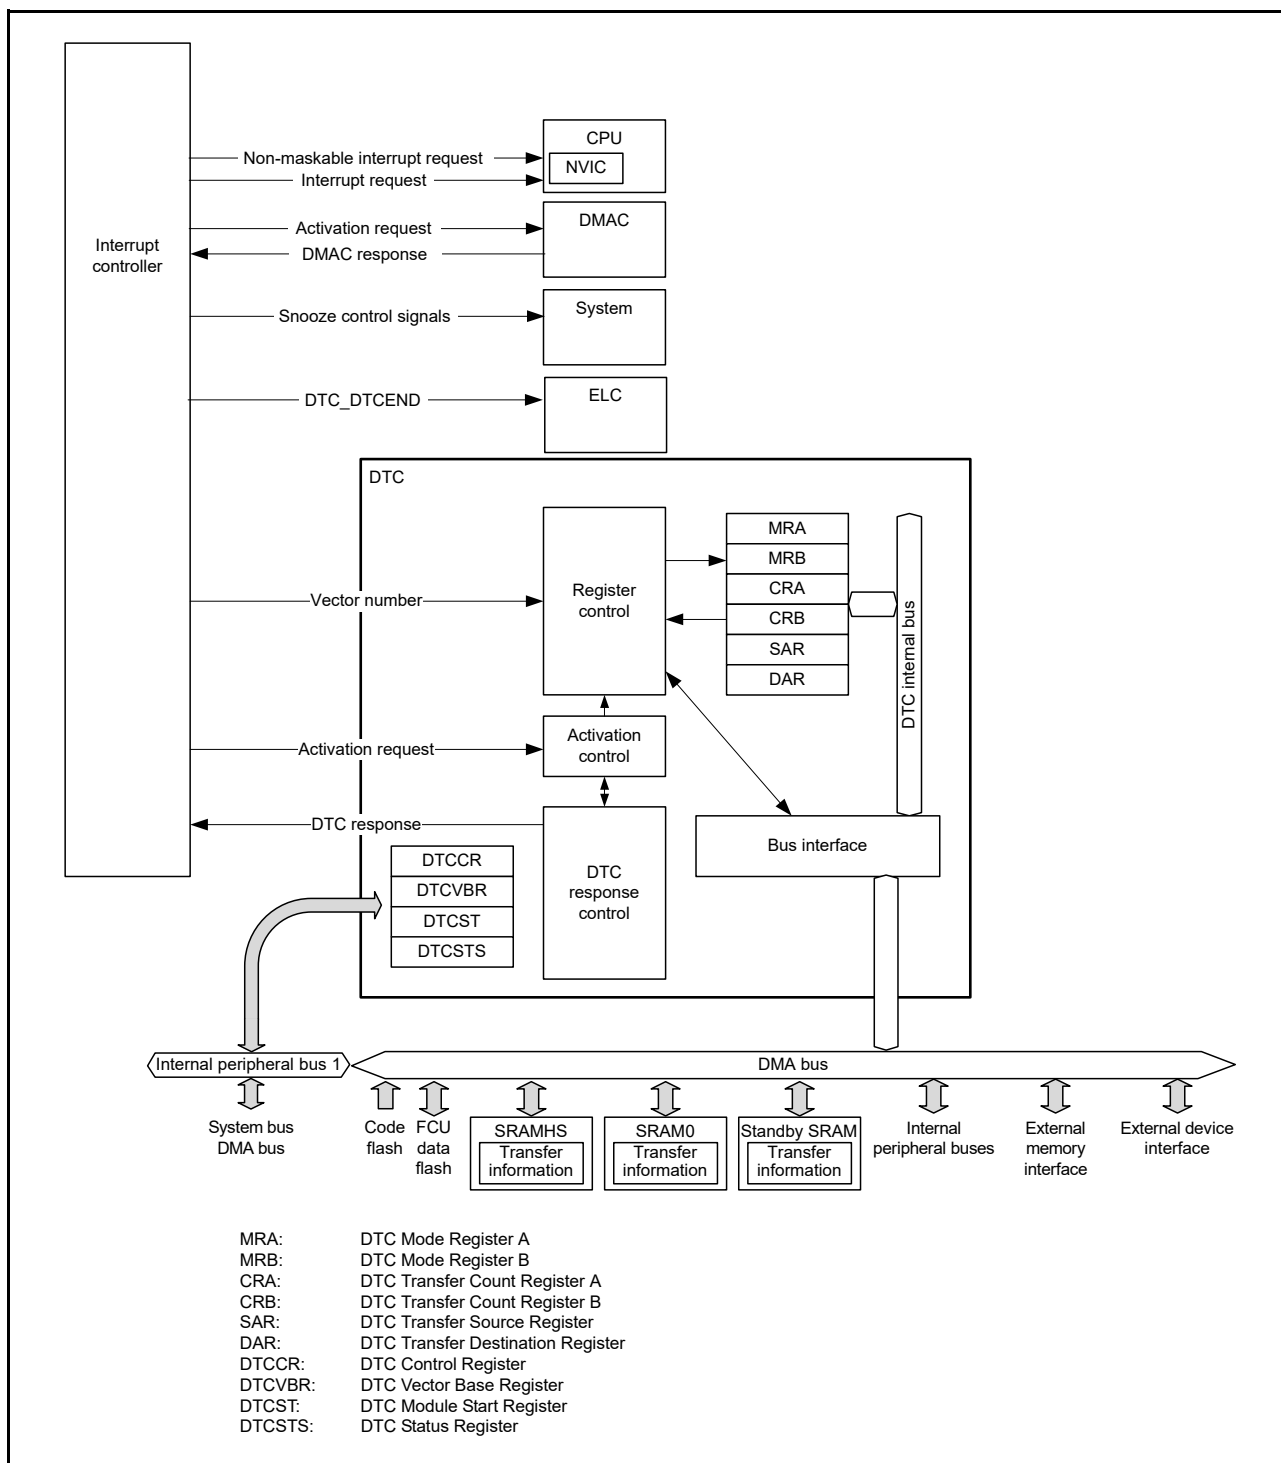 CPU
Non-maskable interrupt request
NVIC
Interrupt request
Activation request
DMAC
Interrupt
controller
DMAC response
Snooze control signals
System
DTC_DTCEND
ELC
DTC
MRA
MRB
CRA
CRB
SAR
DAR
Register
control
Vector number
DTC internal bus
Activation request
Activation
control
DTC response
Bus interface
DTCCR
DTCVBR
DTCST
DTCSTS
DTC
response
control
Internal peripheral bus 1
DMA bus
System bus
DMA bus
Code
flash
FCU
data
flash
SRAMHS
Transfer
information
SRAM0
Transfer
information
Standby SRAM
Transfer
information
Internal
peripheral buses
External
memory
interface
External device
interface
MRA: DTC Mode Register A
MRB: DTC Mode Register B
CRA: DTC Transfer Count Register A
CRB: DTC Transfer Count Register B
SAR: DTC Transfer Source Register
DAR: DTC Transfer Destination Register
DTCCR: DTC Control Register
DTCVBR: DTC Vector Base Register
DTCST: DTC Module Start Register
DTCSTS: DTC Status Register